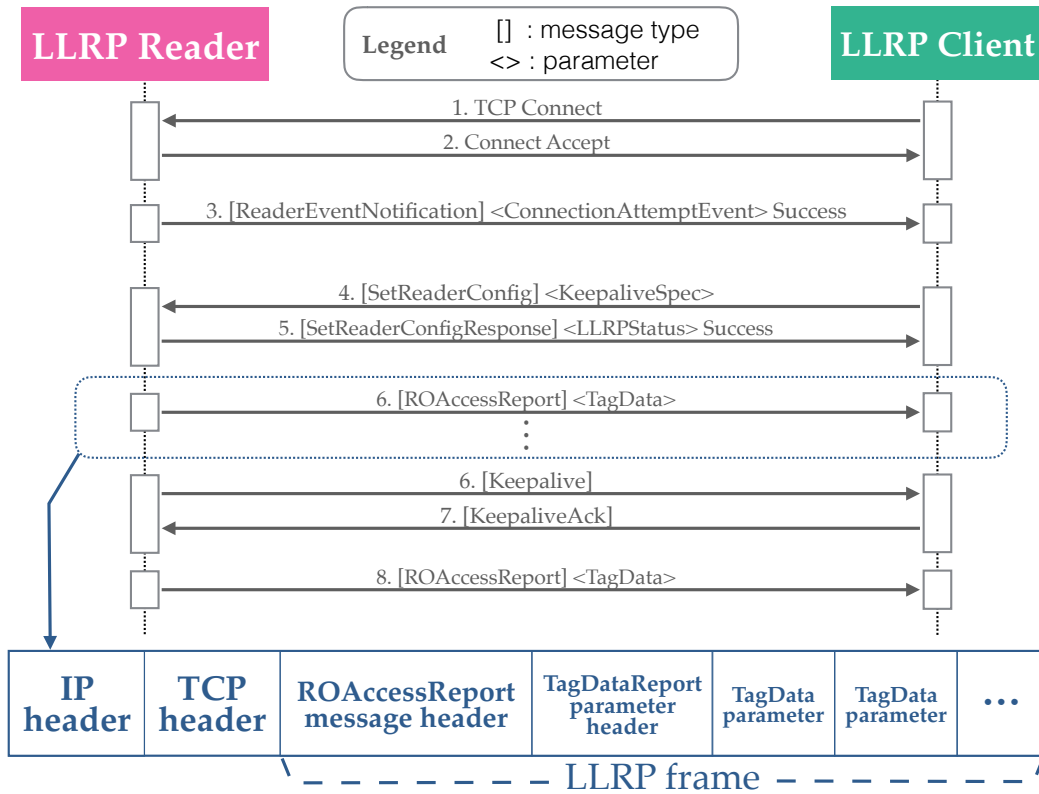 LLRP Reader
Legend
[] : message type
<> : parameter
LLRP Client
1. TCP Connect
2. Connect Accept
3. [ReaderEventNotification] <ConnectionAttemptEvent> Success
4. [SetReaderConfig] <KeepaliveSpec>
5. [SetReaderConfigResponse] <LLRPStatus> Success
6. [ROAccessReport] <TagData>
⋮
6. [Keepalive]
7. [KeepaliveAck]
8. [ROAccessReport] <TagData>
IP
header
TCP
header
ROAccessReport
message header
TagDataReport
parameter
header
TagData
parameter
TagData
parameter
...
LLRP frame